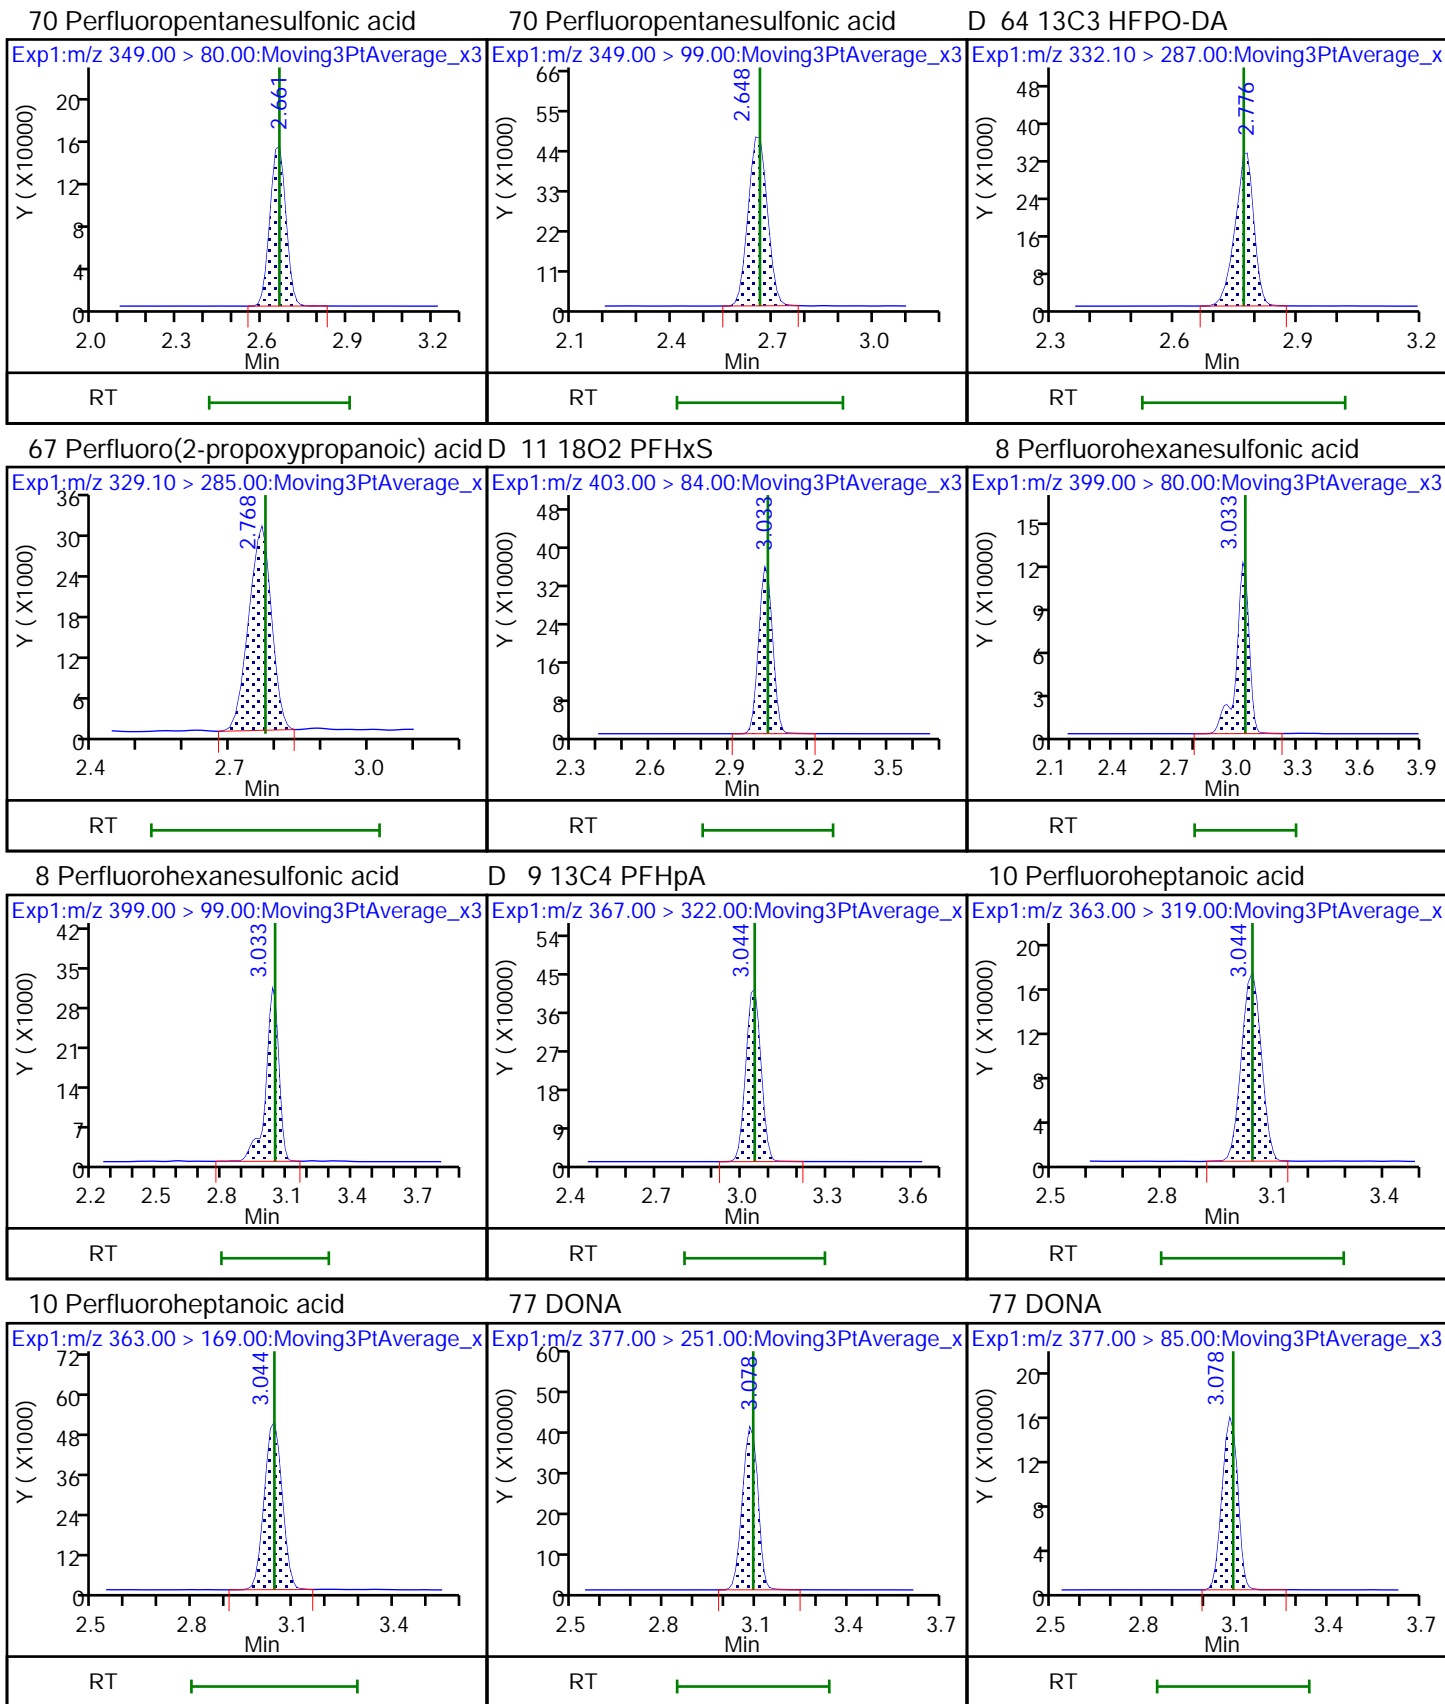 70 Perfluoropentanesulfonic acid
Exp1:m/z 349.00 > 80.00:Moving3PtAverage_x3
2.661
Y ( X10000)
20
16
12
8
4
0
2.0 2.3 2.6 2.9 3.2
Min
RT
70 Perfluoropentanesulfonic acid
Exp1:m/z 349.00 > 99.00:Moving3PtAverage_x3
2.648
Y ( X1000)
66
55
44
33
22
11
0
2.1 2.4 2.7 3.0
Min
RT
D 64 13C3 HFPO-DA
Exp1:m/z 332.10 > 287.00:Moving3PtAverage_x
2.776
Y ( X1000)
48
40
32
24
16
8
0
2.3 2.6 2.9 3.2
Min
RT
67 Perfluoro(2-propoxypropanoic) acid
Exp1:m/z 329.10 > 285.00:Moving3PtAverage_x
2.768
Y ( X1000)
36
30
24
18
12
6
0
2.4 2.7 3.0
Min
RT
D 11 18O2 PFHxS
Exp1:m/z 403.00 > 84.00:Moving3PtAverage_x3
3.033
Y ( X10000)
48
40
32
24
16
8
0
2.3 2.6 2.9 3.2 3.5
Min
RT
8 Perfluorohexanesulfonic acid
Exp1:m/z 399.00 > 80.00:Moving3PtAverage_x3
3.033
Y ( X10000)
15
12
9
6
3
0
2.1 2.4 2.7 3.0 3.3 3.6 3.9
Min
RT
8 Perfluorohexanesulfonic acid
Exp1:m/z 399.00 > 99.00:Moving3PtAverage_x3
3.033
Y ( X1000)
42
35
28
21
14
7
0
2.2 2.5 2.8 3.1 3.4 3.7
Min
RT
D 9 13C4 PFHpA
Exp1:m/z 367.00 > 322.00:Moving3PtAverage_x
3.044
Y ( X10000)
54
45
36
27
18
9
0
2.4 2.7 3.0 3.3 3.6
Min
RT
10 Perfluoroheptanoic acid
Exp1:m/z 363.00 > 319.00:Moving3PtAverage_x
3.044
Y ( X10000)
20
16
12
8
4
0
2.5 2.8 3.1 3.4
Min
RT
10 Perfluoroheptanoic acid
Exp1:m/z 363.00 > 169.00:Moving3PtAverage_x
3.044
Y ( X1000)
72
60
48
36
24
12
0
2.5 2.8 3.1 3.4
Min
RT
77 DONA
Exp1:m/z 377.00 > 251.00:Moving3PtAverage_x
3.078
Y ( X10000)
60
50
40
30
20
10
0
2.5 2.8 3.1 3.4 3.7
Min
RT
77 DONA
Exp1:m/z 377.00 > 85.00:Moving3PtAverage_x3
3.078
Y ( X10000)
20
16
12
8
4
0
2.5 2.8 3.1 3.4 3.7
Min
RT